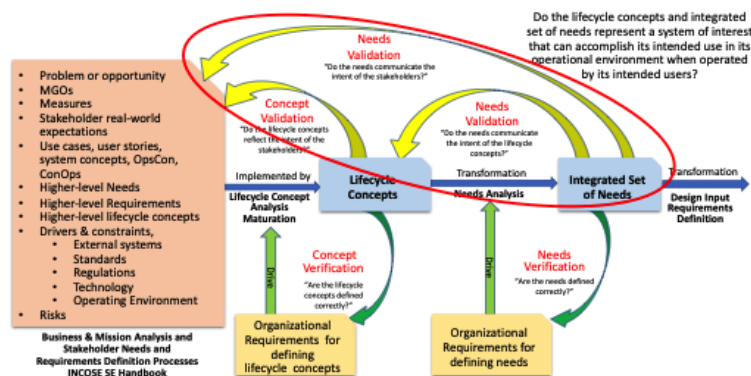 Do the lifecycle concepts and integrated
set of needs represent a system of interest
that can accomplish its intended use in its
operational environment when operated
by its intended users?
Needs
Validation
"Do the needs communicate the
intent of the stakeholders?"
• Problem or opportunity
• MGOs
• Measures
• Stakeholder real-world
expectations
• Use cases, user stories,
system concepts, OpsCon,
ConOps
• Higher-level Needs
• Higher-level Requirements
• Higher-level lifecycle concepts
• Drivers & constraints,
• External systems
• Standards
• Regulations
• Technology
• Operating Environment
• Risks
Business & Mission Analysis and
Stakeholder Needs and
Requirements Definition Processes
INCOSE SE Handbook
Concept
Validation
"Do the lifecycle concepts
reflect the intent of the
stakeholders?"
Needs
Validation
"Do the needs communicate
the intent of the lifecycle
concepts?"
Implemented by
Lifecycle Concept
Analysis
Maturation
Lifecycle
Concepts
Transformation
Needs Analysis
Integrated Set
of Needs
Transformation
Design Input
Requirements
Definition
Drive
Concept
Verification
"Are the lifecycle
concepts defined
correctly?"
Drive
Needs
Verification
"Are the needs defined
correctly?"
Organizational
Requirements for
defining
lifecycle concepts
Organizational
Requirements for
defining needs